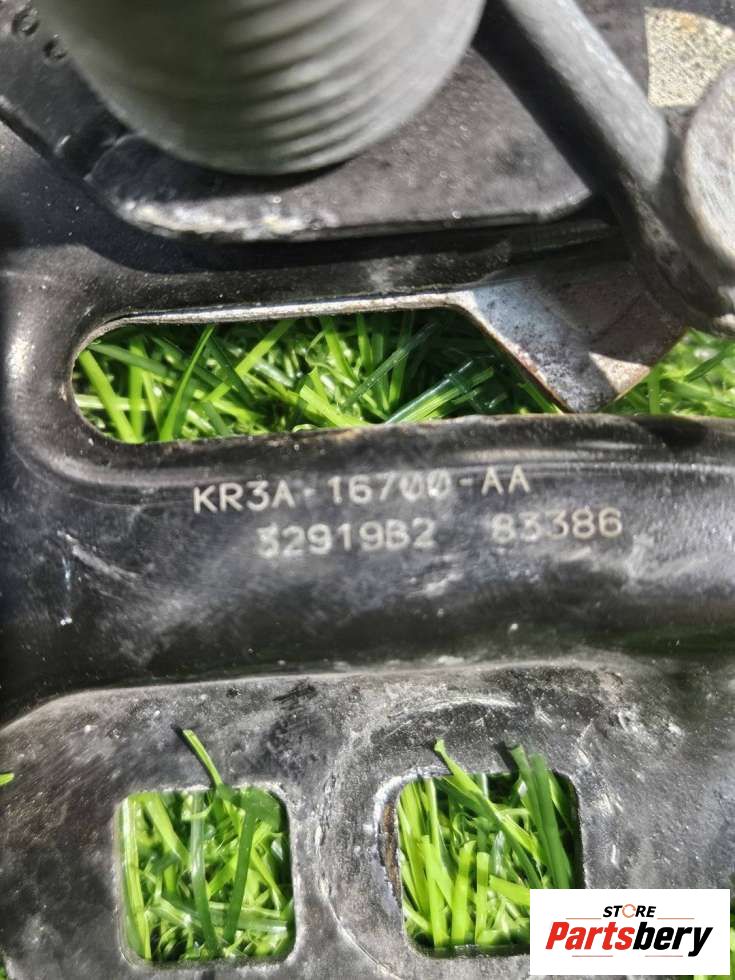 KR3A-16700-AA
32919B2 83386
STORE
Partsbery